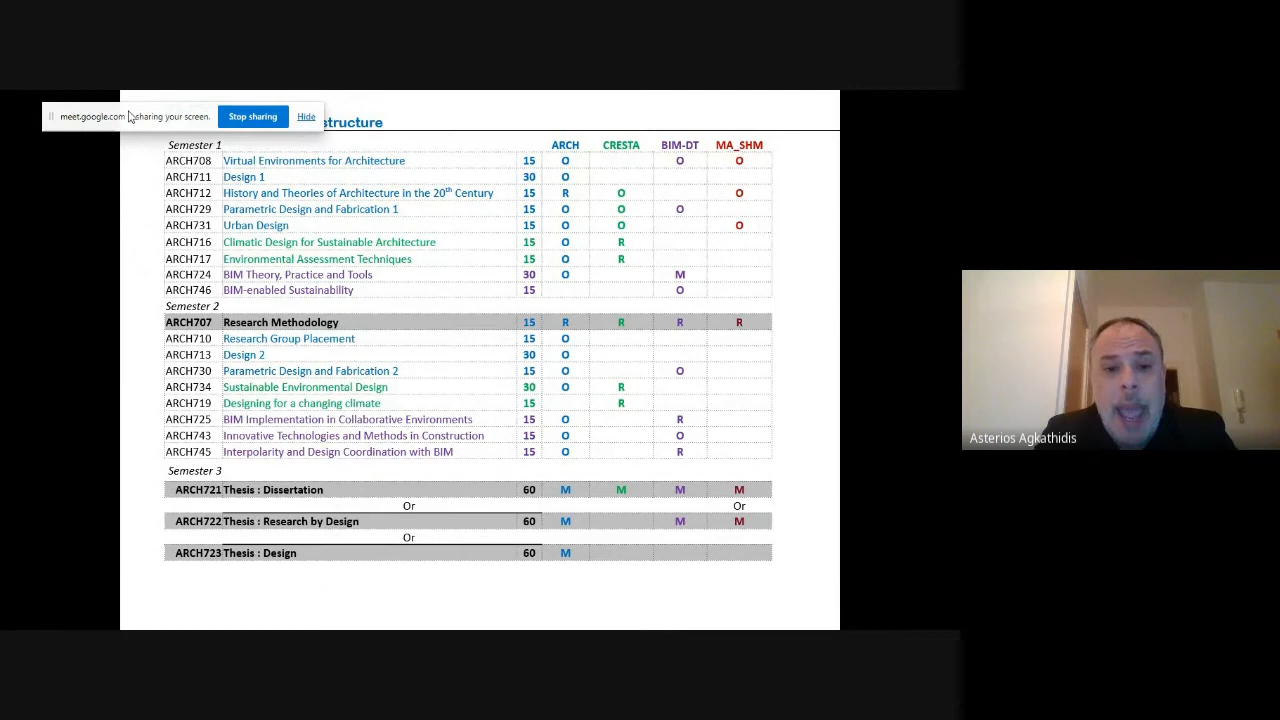 meet.google.com is sharing your screen. Stop sharing Hide
structure
Semester 1 ARCH CRESTA BIM-DT MA_SHM
ARCH708 Virtual Environments for Architecture 15 O O O
ARCH711 Design 1 30 O
ARCH712 History and Theories of Architecture in the 20th Century 15 R O O
ARCH729 Parametric Design and Fabrication 1 15 O O O
ARCH731 Urban Design 15 O O O
ARCH716 Climatic Design for Sustainable Architecture 15 O R
ARCH717 Environmental Assessment Techniques 15 O R
ARCH724 BIM Theory, Practice and Tools 30 O M
ARCH746 BIM-enabled Sustainability 15 O
Semester 2
ARCH707 Research Methodology 15 R R R R
ARCH710 Research Group Placement 15 O
ARCH713 Design 2 30 O
ARCH730 Parametric Design and Fabrication 2 15 O O
ARCH734 Sustainable Environmental Design 30 O R
ARCH719 Designing for a changing climate 15 R
ARCH725 BIM Implementation in Collaborative Environments 15 O R
ARCH743 Innovative Technologies and Methods in Construction 15 O O
ARCH745 Interpolarity and Design Coordination with BIM 15 O R
Semester 3
ARCH721 Thesis : Dissertation 60 M M M M
Or Or
ARCH722 Thesis : Research by Design 60 M M M
Or
ARCH723 Thesis : Design 60 M
Asterios Agkathidis